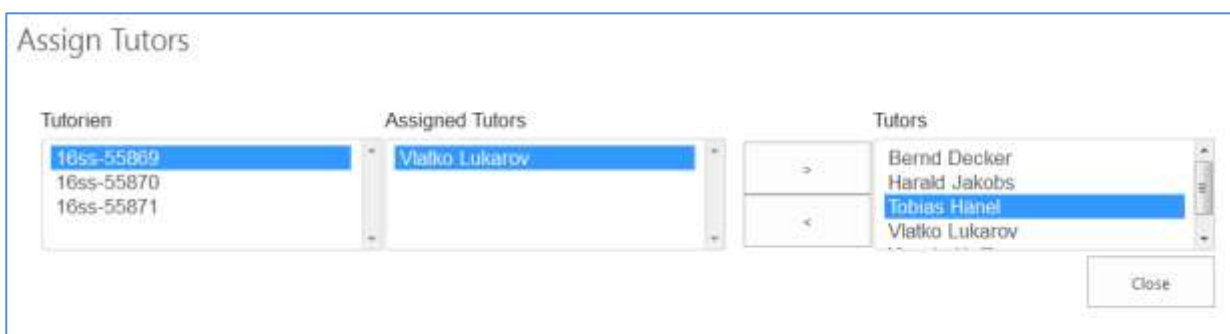 Assign Tutors
Tutorien
Assigned Tutors
Tutors
16ss-55869
16ss-55870
16ss-55871
Vlatko Lukarov
>
<
Bernd Decker
Harald Jakobs
Tobias Hänel
Vlatko Lukarov
Close